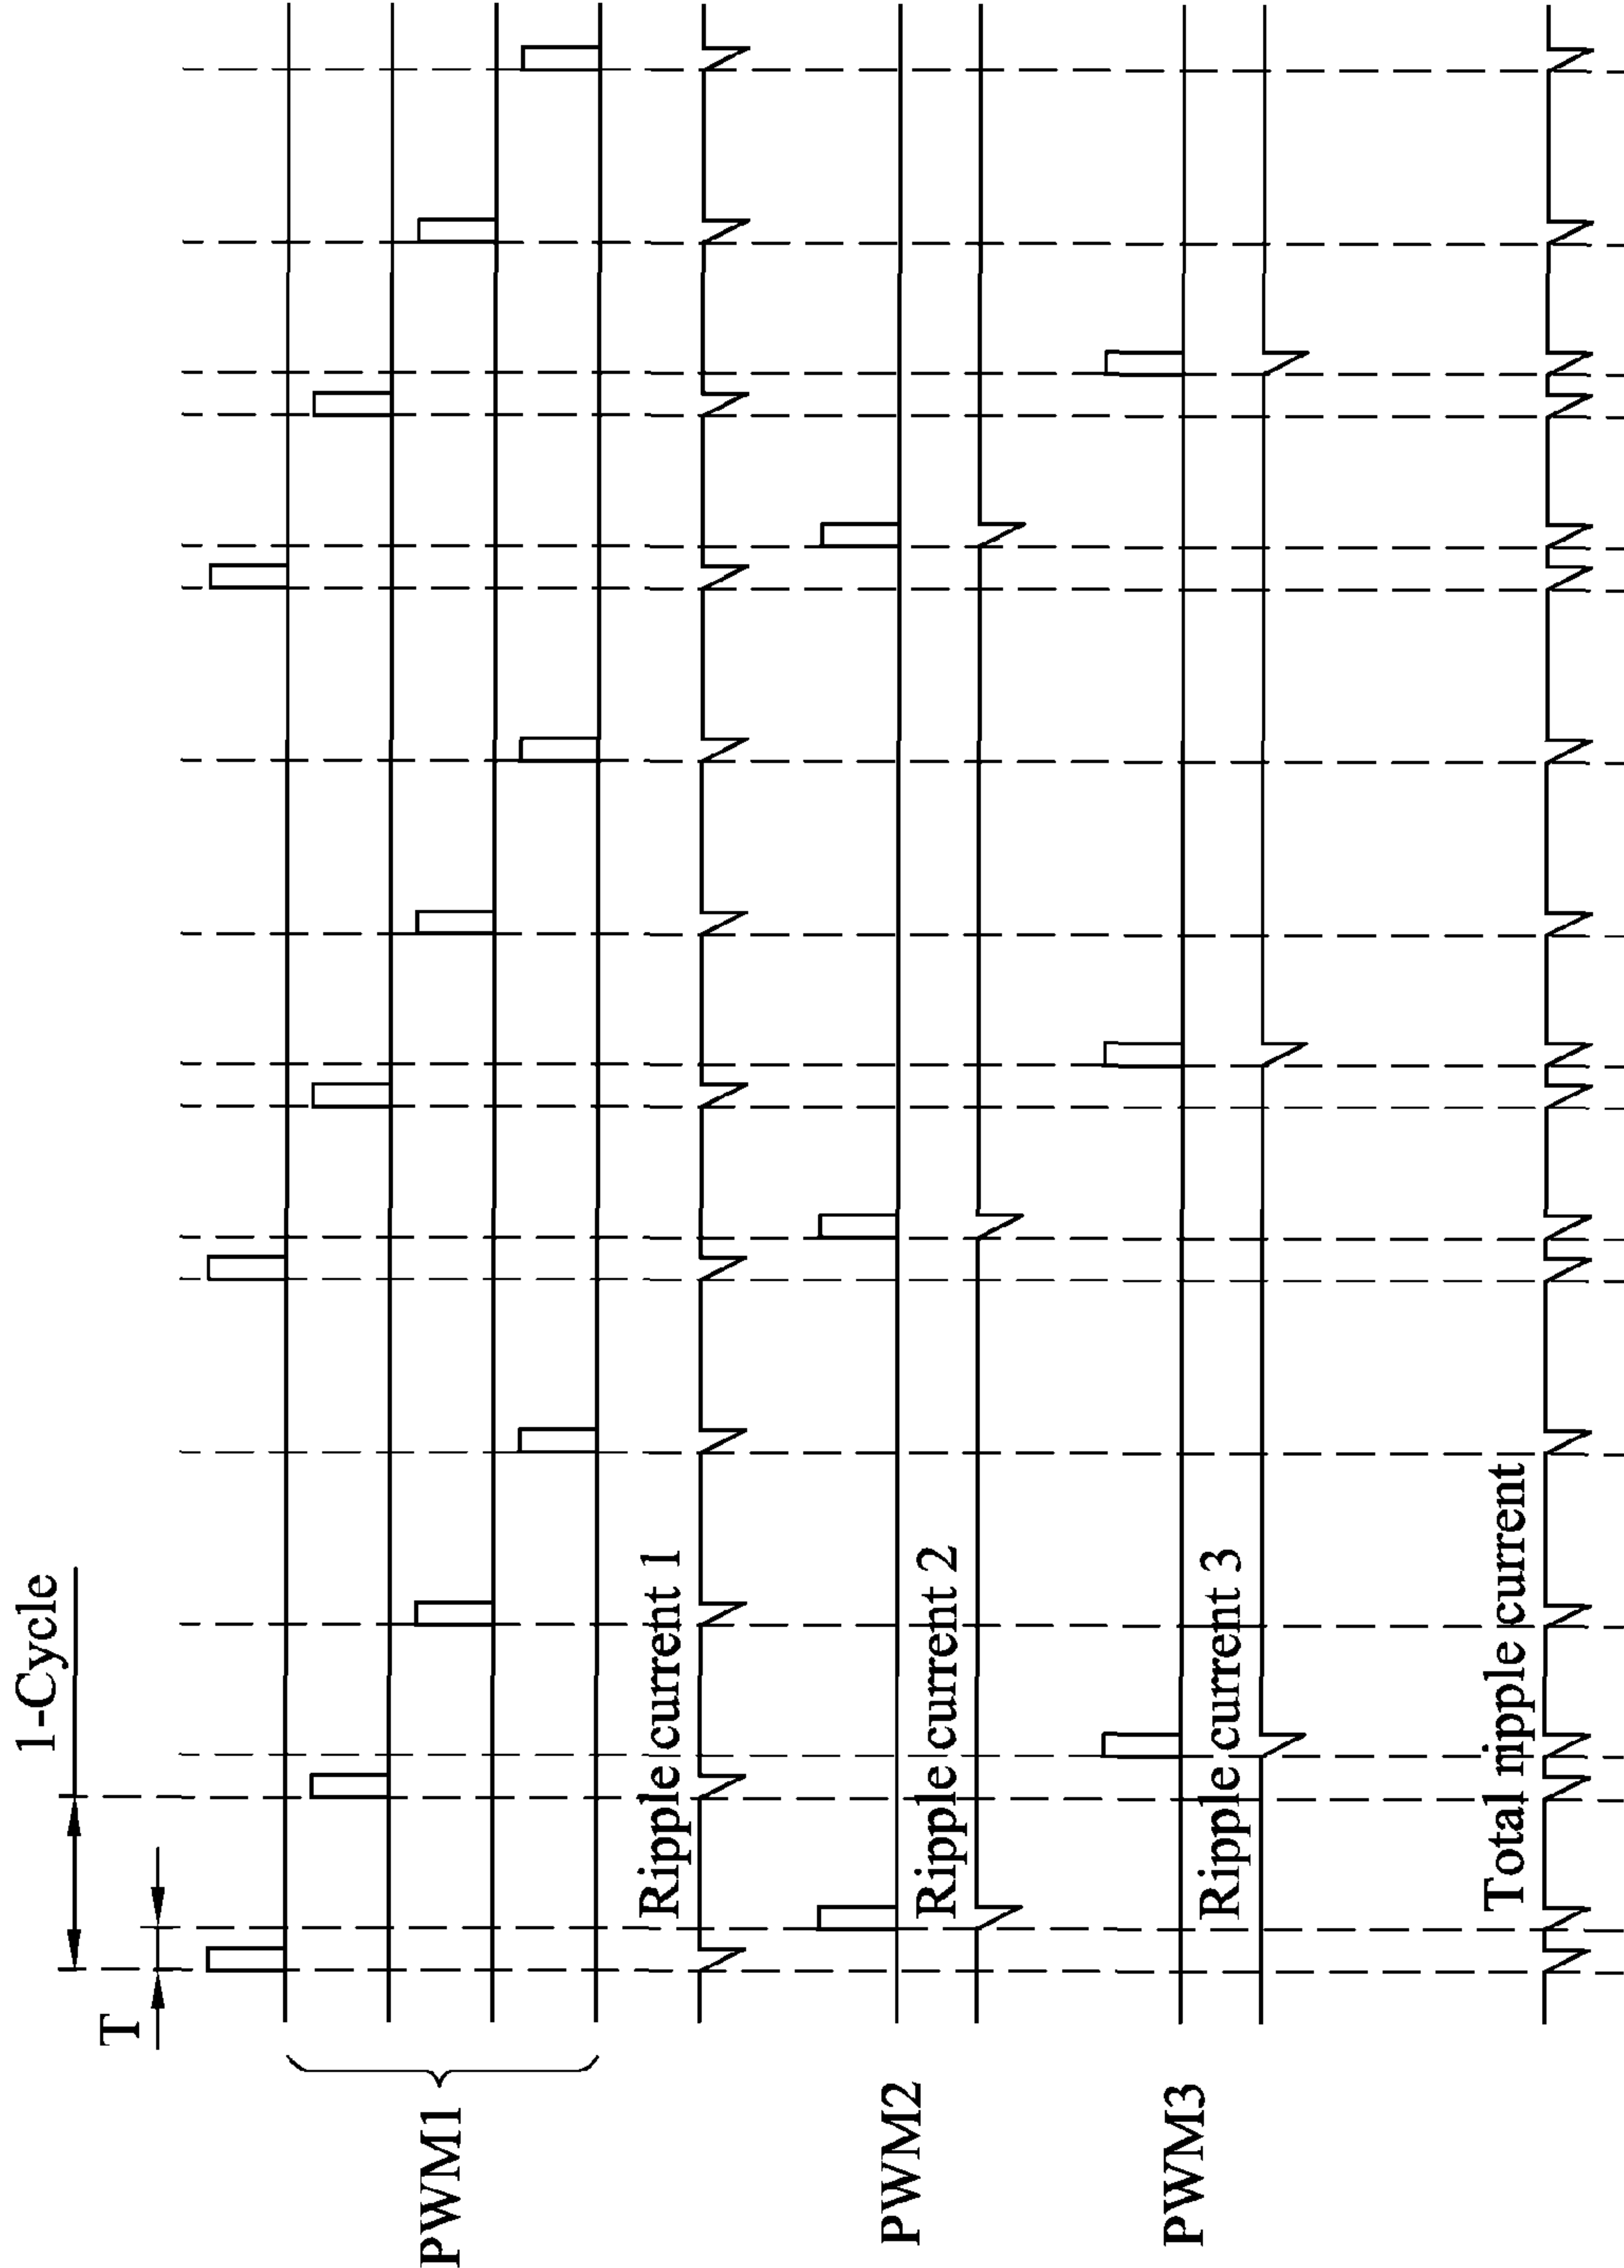 1-Cycle
T
PWM1
Ripple current 1
PWM2
Ripple current 2
PWM3
Ripple current 3
Total ripple current